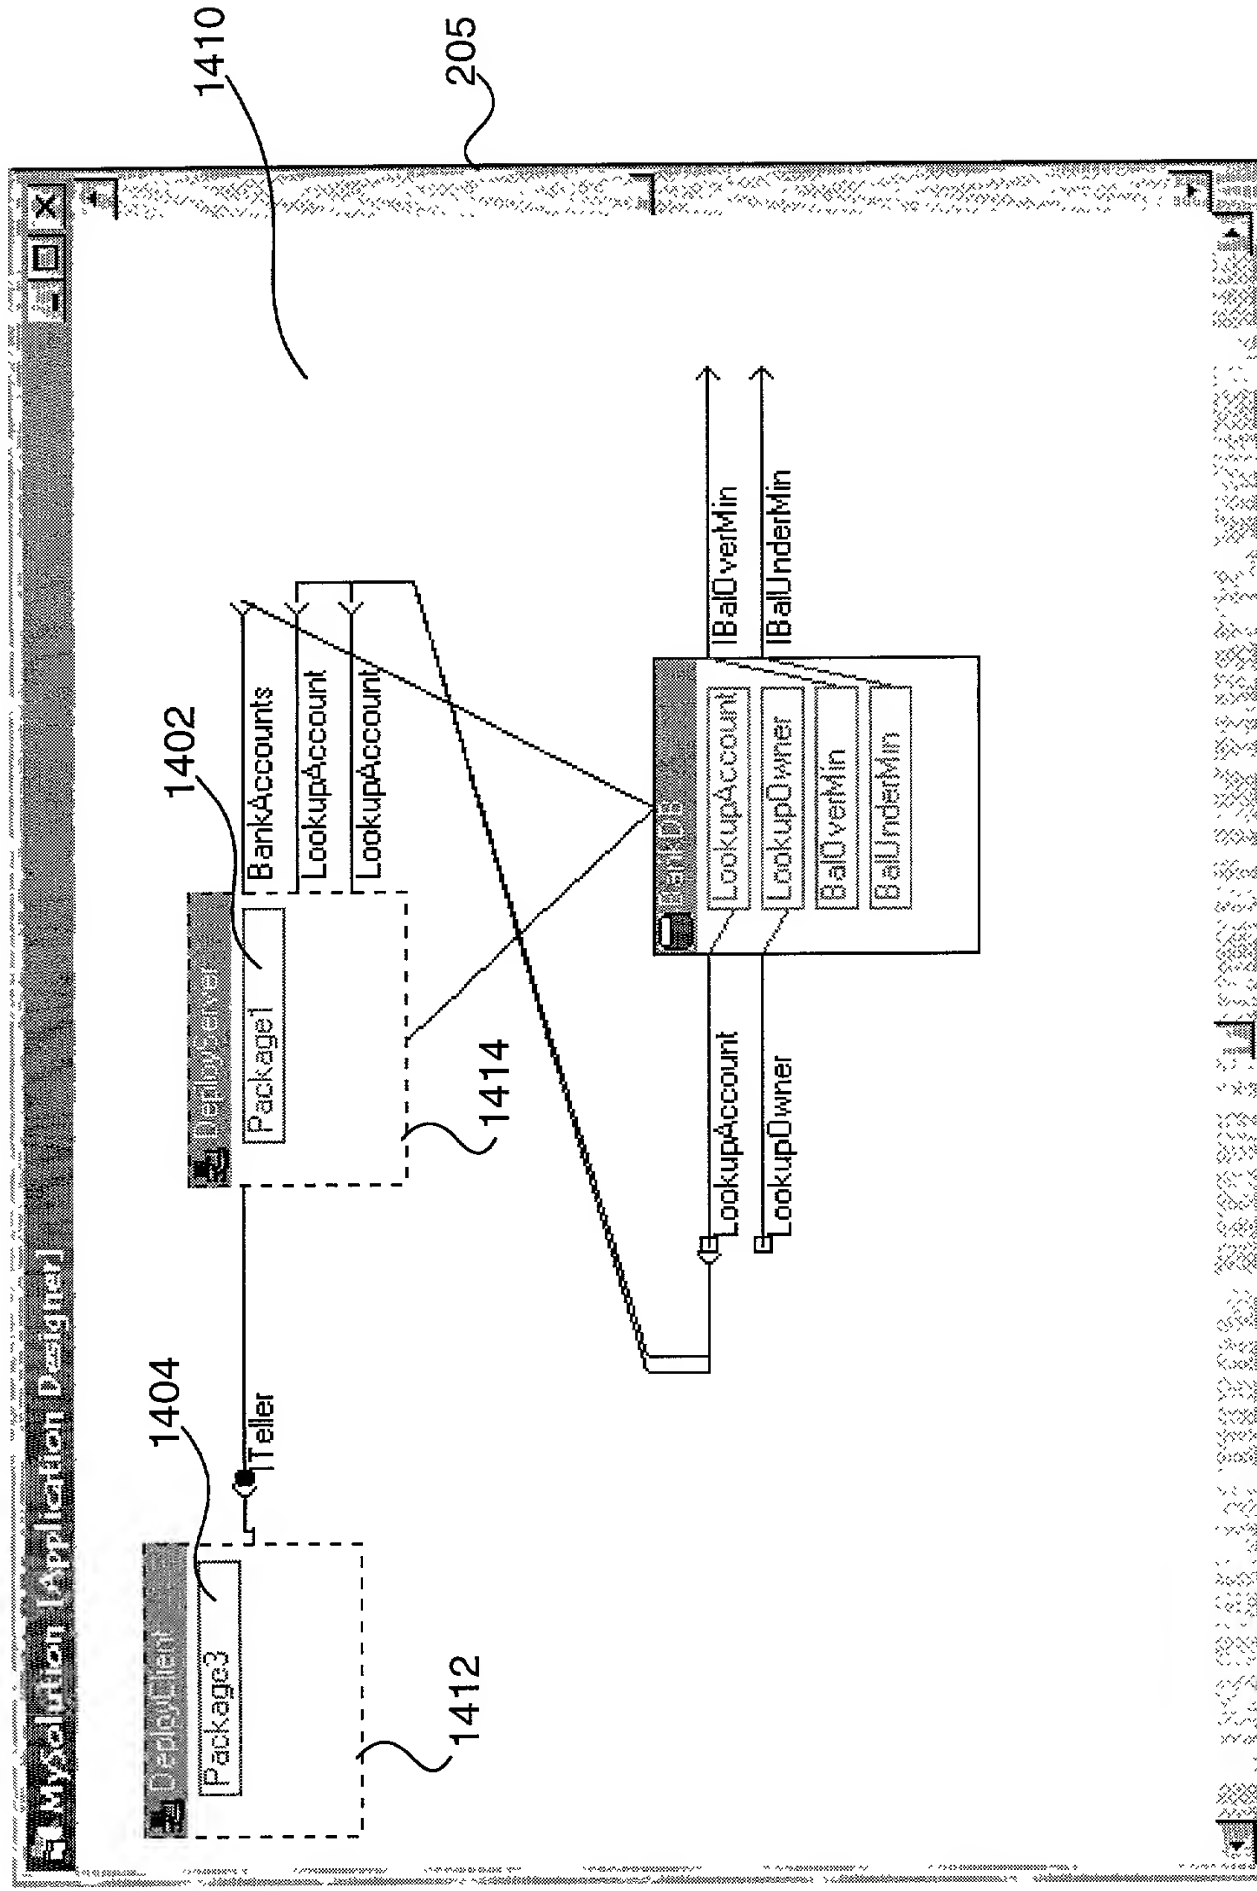 MySolution [Application Designer]
1410
205
1404
1402
DeployClient
Package3
1412
ITeller
DeployServer
Package1
1414
BankAccounts
LookupAccount
LookupAccount
BankDB
LookupAccount
LookupOwner
BalOverMin
BalUnderMin
LookupAccount
LookupOwner
IBalOverMin
IBalUnderMin